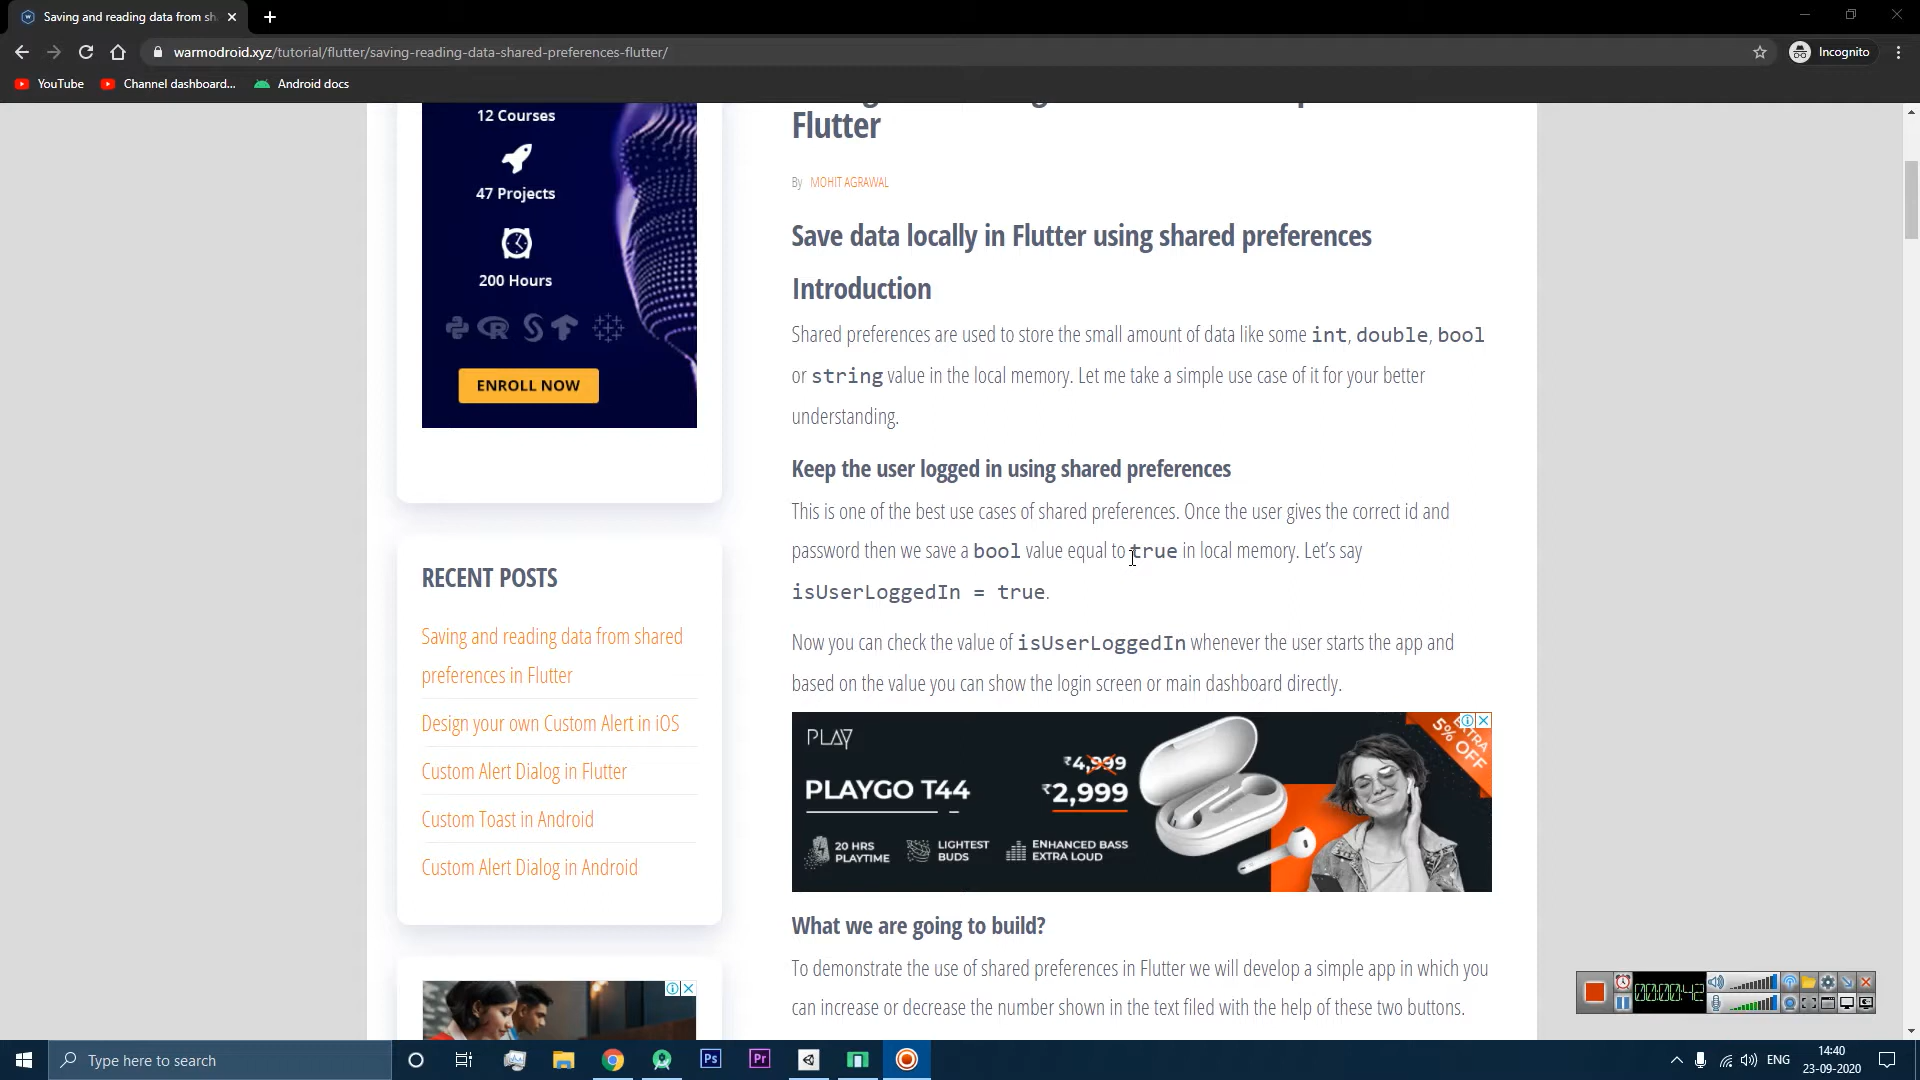 Saving and reading data from sh
warmodroid.xyz/tutorial/flutter/saving-reading-data-shared-preferences-flutter/
Incognito
YouTube
Channel dashboard...
Android docs
12 Courses
47 Projects
200 Hours
ENROLL NOW
RECENT POSTS
Saving and reading data from shared
preferences in Flutter
Design your own Custom Alert in iOS
Custom Alert Dialog in Flutter
Custom Toast in Android
Custom Alert Dialog in Android
Flutter
By MOHIT AGRAWAL
Save data locally in Flutter using shared preferences
Introduction
Shared preferences are used to store the small amount of data like some int, double, bool
or string value in the local memory. Let me take a simple use case of it for your better
understanding.
Keep the user logged in using shared preferences
This is one of the best use cases of shared preferences. Once the user gives the correct id and
password then we save a bool value equal to true in local memory. Let's say
isUserLoggedIn = true.
Now you can check the value of isUserLoggedIn whenever the user starts the app and
based on the value you can show the login screen or main dashboard directly.
PLAY
PLAYGO T44
₹4,999
₹2,999
20 HRS
PLAYTIME
LIGHTEST
BUDS
ENHANCED BASS
EXTRA LOUD
EXTRA
5% OFF
What we are going to build?
To demonstrate the use of shared preferences in Flutter we will develop a simple app in which you
can increase or decrease the number shown in the text filed with the help of these two buttons.
00:00:42
Type here to search
Ps
Pr
ENG
14:40
23-09-2020